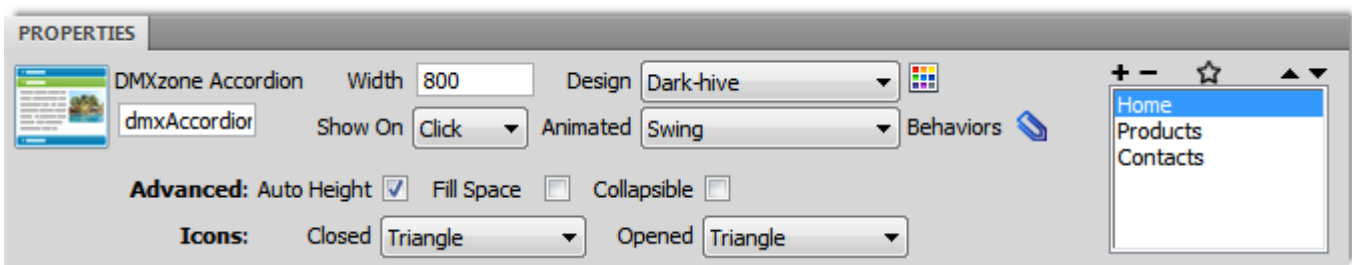 PROPERTIES
DMXzone Accordion Width 800 Design Dark-hive
dmxAccordior Show On Click Animated Swing Behaviors
Home
Products
Contacts
Advanced: Auto Height Fill Space Collapsible
Icons: Closed Triangle Opened Triangle